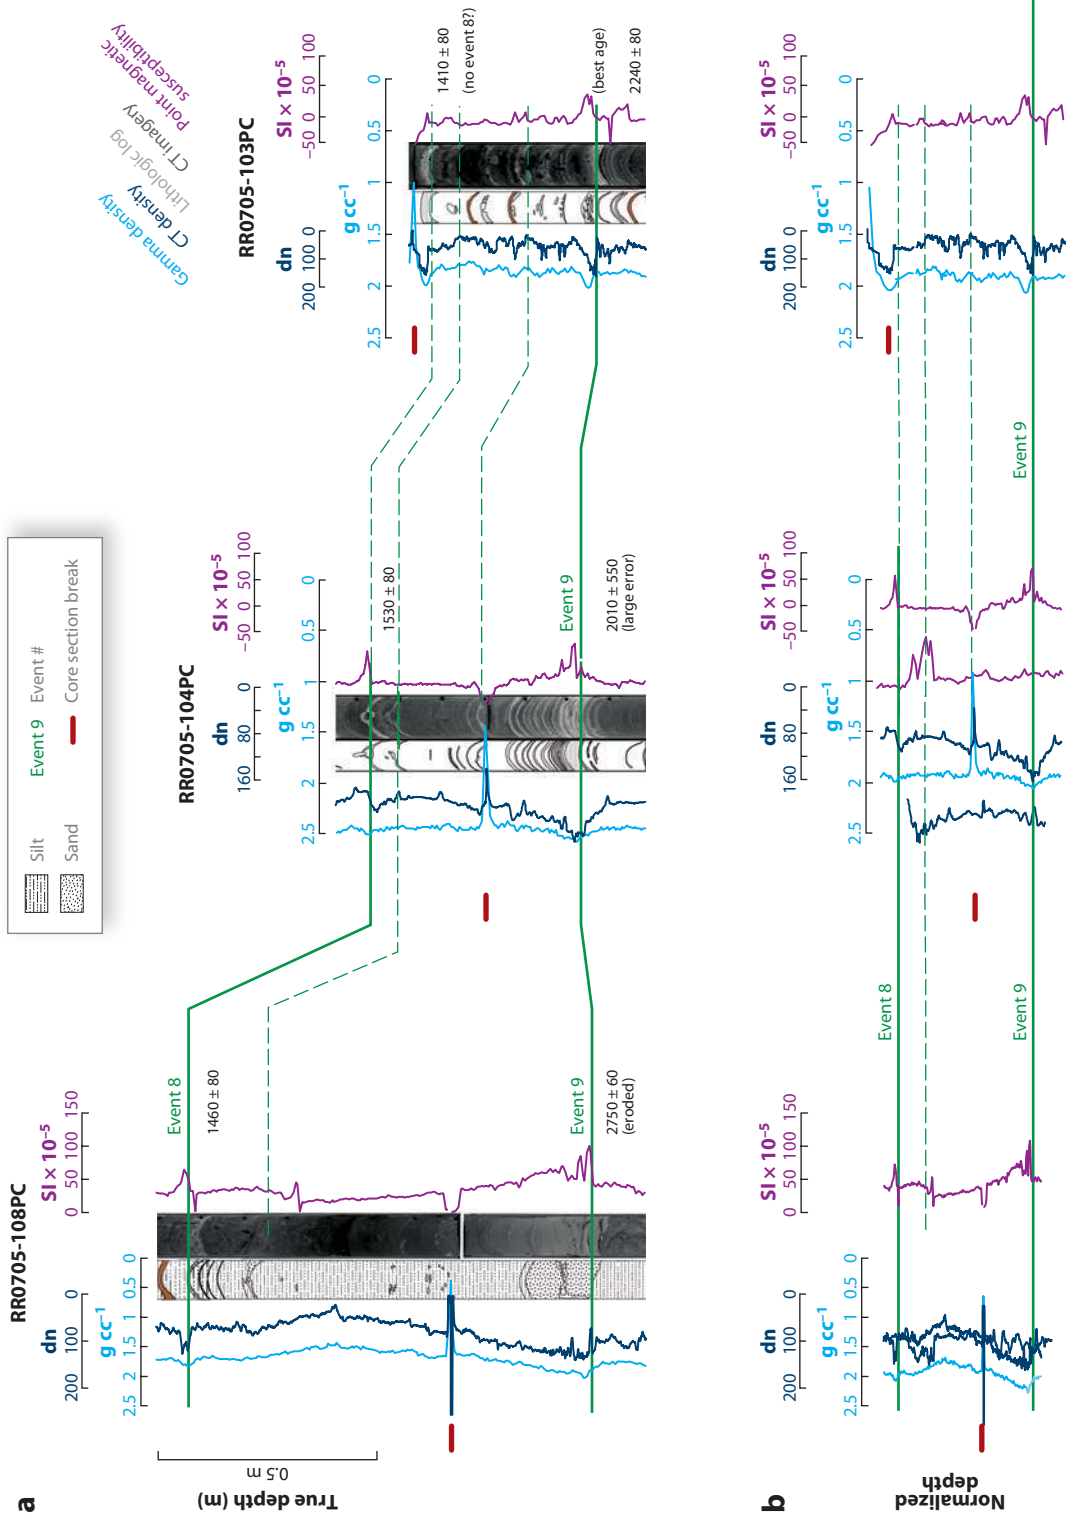 a
RR0705-108PC
RR0705-104PC
RR0705-103PC
Silt
Sand
Event 9 Event #
Core section break
Gamma density
CT density
Lithologic log
CT imagery
Point magnetic
susceptibility
True depth (m)
0.5 m
dn
200 100 0
g cc⁻¹
2.5 2 1.5 1 0.5 0
SI × 10⁻⁵
0 50 100 150
Event 8
1460 ± 80
Event 9
2750 ± 60
(eroded)
dn
160 80 0
g cc⁻¹
2.5 2 1.5 1 0.5 0
SI × 10⁻⁵
−50 0 50 100
1530 ± 80
Event 9
2010 ± 550
(large error)
dn
200 100 0
g cc⁻¹
2.5 2 1.5 1 0.5 0
SI × 10⁻⁵
−50 0 50 100
1410 ± 80
(no event 8?)
(best age)
2240 ± 80
b
Normalized
depth
dn
200 100 0
g cc⁻¹
2.5 2 1.5 1 0.5 0
SI × 10⁻⁵
0 50 100 150
Event 8
Event 9
dn
160 80 0
g cc⁻¹
2.5 2 1.5 1 0.5 0
SI × 10⁻⁵
−50 0 50 100
Event 9
dn
200 100 0
g cc⁻¹
2.5 2 1.5 1 0.5 0
SI × 10⁻⁵
−50 0 50 100